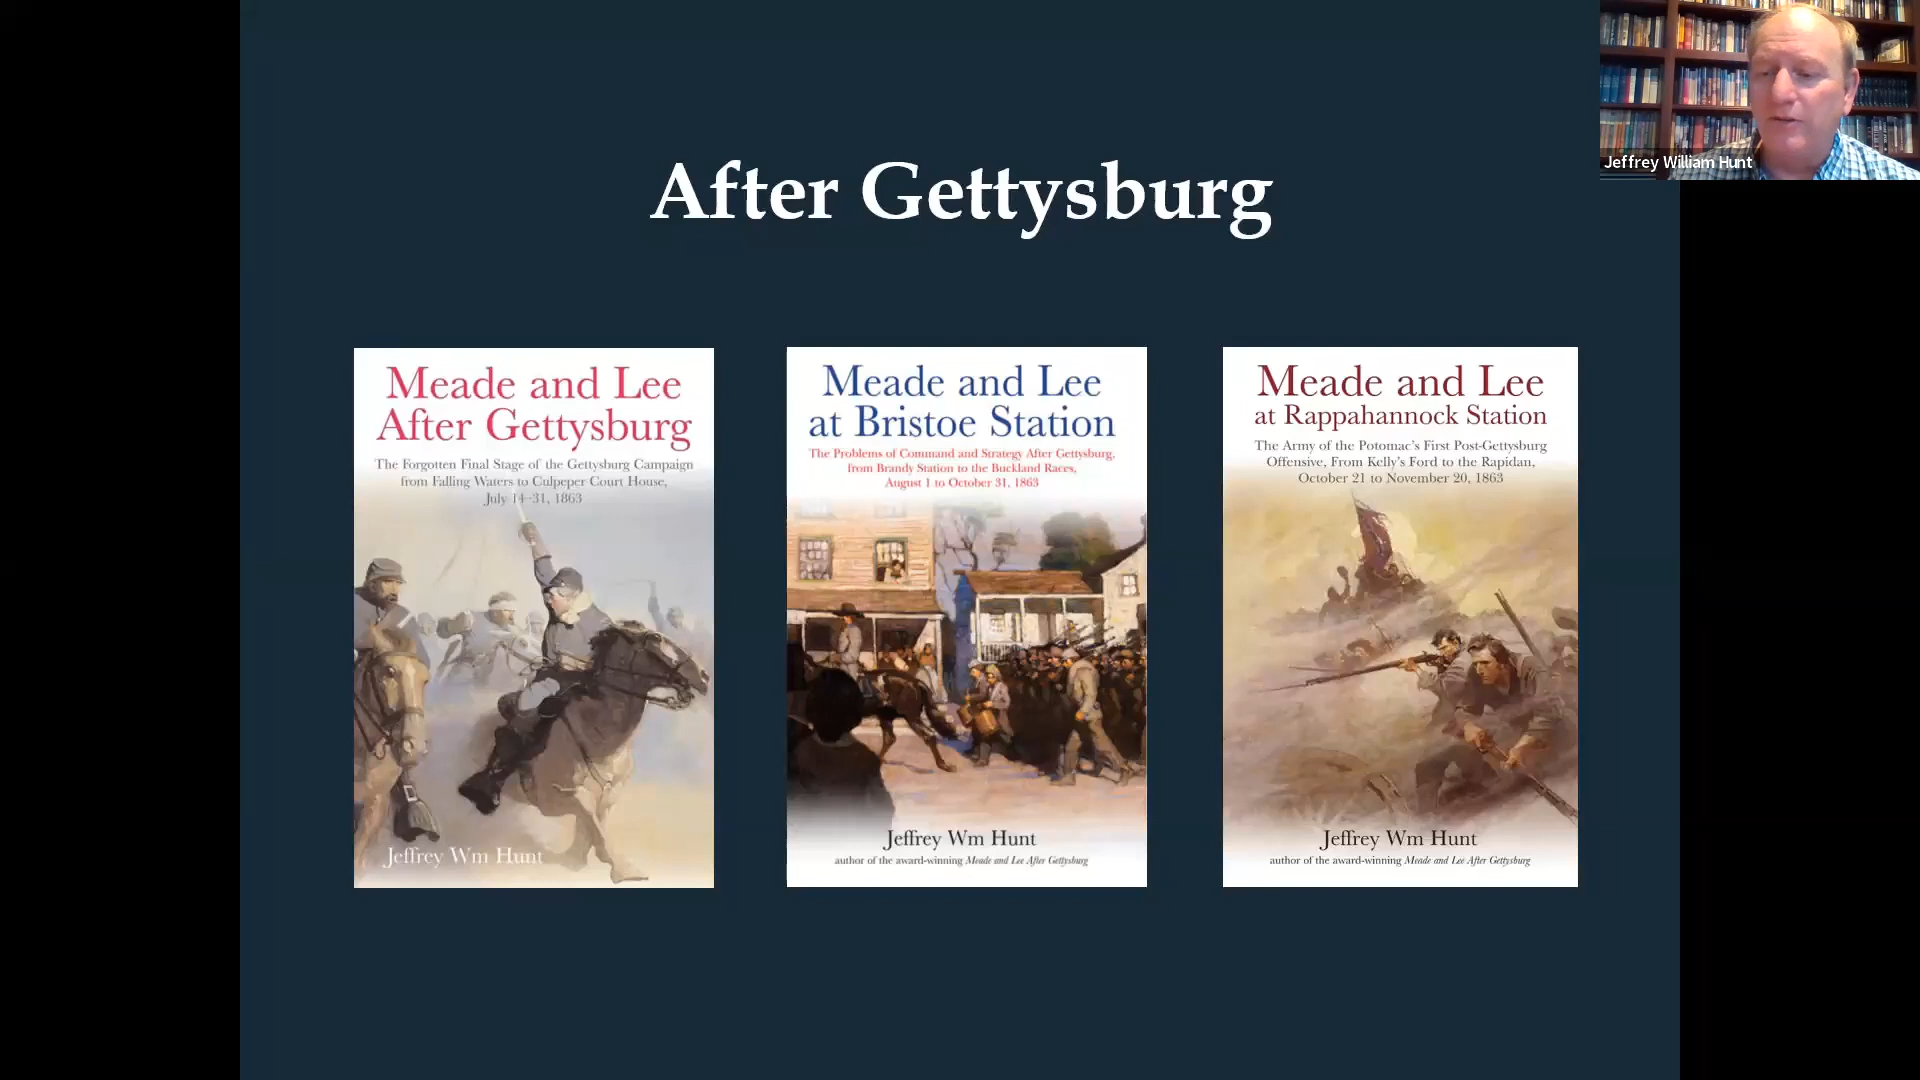 Jeffrey William Hunt
After Gettysburg
Meade and Lee
After Gettysburg
The Forgotten Final Stage of the Gettysburg Campaign
from Falling Waters to Culpeper Court House,
July 14–31, 1863
Jeffrey Wm Hunt
Meade and Lee
at Bristoe Station
The Problems of Command and Strategy After Gettysburg,
from Brandy Station to the Buckland Races,
August 1 to October 31, 1863
Jeffrey Wm Hunt
author of the award-winning Meade and Lee After Gettysburg
Meade and Lee
at Rappahannock Station
The Army of the Potomac's First Post-Gettysburg
Offensive, From Kelly's Ford to the Rapidan,
October 21 to November 20, 1863
Jeffrey Wm Hunt
author of the award-winning Meade and Lee After Gettysburg